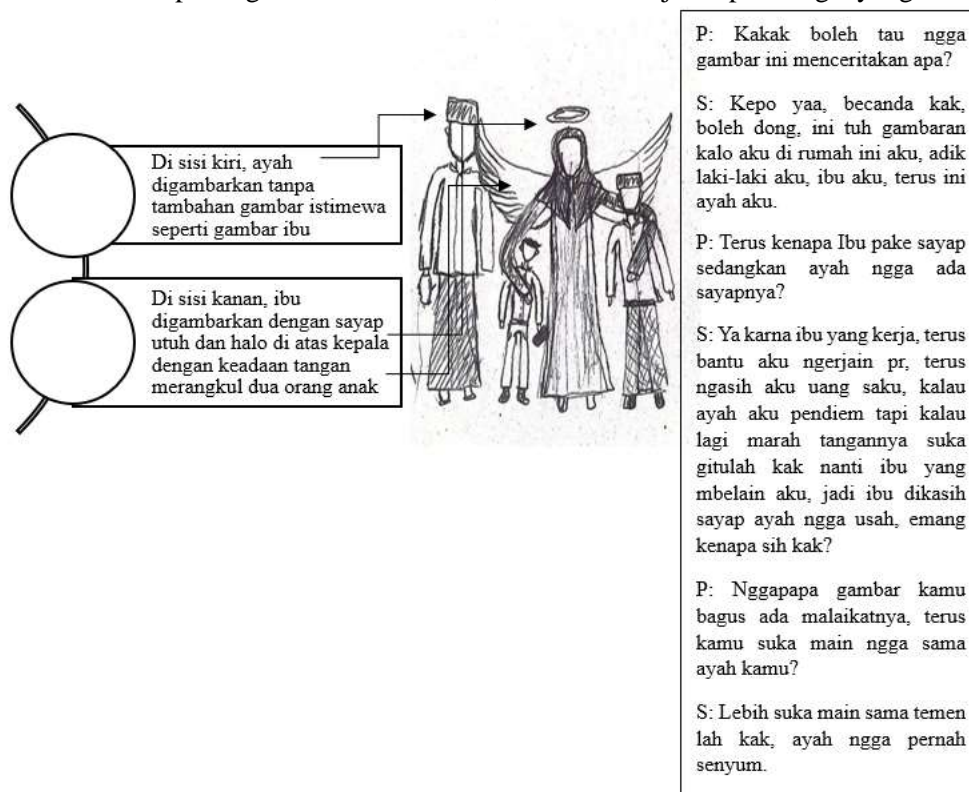 Di sisi kiri, ayah
digambarkan tanpa
tambahan gambar istimewa
seperti gambar ibu
Di sisi kanan, ibu
digambarkan dengan sayap
utuh dan halo di atas kepala
dengan keadaan tangan
merangkul dua orang anak
P: Kakak boleh tau ngga
gambar ini menceritakan apa?
S: Kepo yaa, becanda kak,
boleh dong, ini tuh gambaran
kalo aku di rumah ini aku, adik
laki-laki aku, ibu aku, terus ini
ayah aku.
P: Terus kenapa Ibu pake sayap
sedangkan ayah ngga ada
sayapnya?
S: Ya karna ibu yang kerja, terus
bantu aku ngerjain pr, terus
ngasih aku uang saku, kalau
ayah aku pendiem tapi kalau
lagi marah tangannya suka
gitulah kak nanti ibu yang
mbelain aku, jadi ibu dikasih
sayap ayah ngga usah, emang
kenapa sih kak?
P: Nggapapa gambar kamu
bagus ada malaikatnya, terus
kamu suka main ngga sama
ayah kamu?
S: Lebih suka main sama temen
lah kak, ayah ngga pernah
senyum.